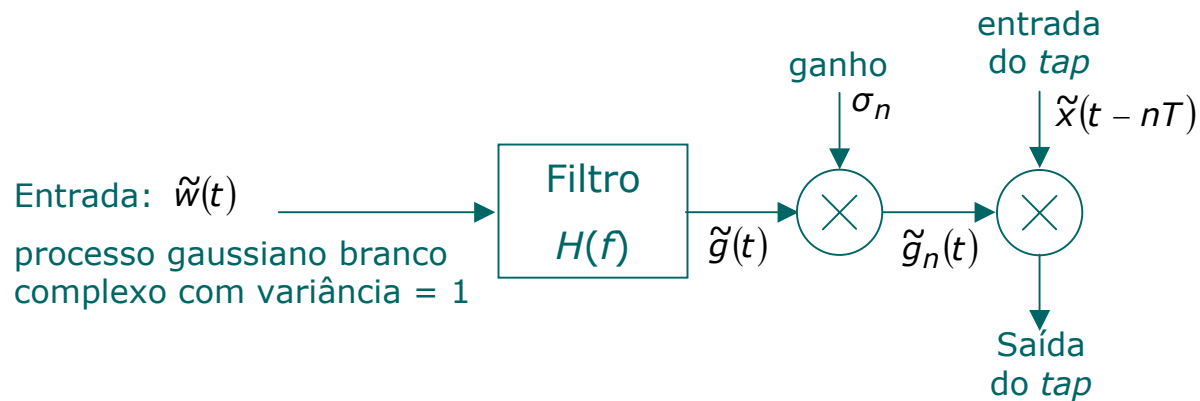 entrada
do tap
ganho
σn
x̃(t − nT)
Filtro
H(f)
Entrada: w̃(t)
g̃(t)
g̃n(t)
processo gaussiano branco
complexo com variância = 1
Saída
do tap